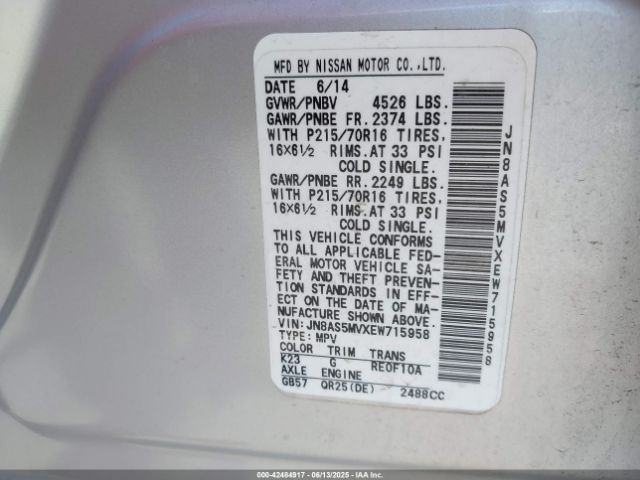 MFD BY NISSAN MOTOR CO.,LTD.
DATE 6/14
GVWR/PNBV 4526 LBS.
GAWR/PNBE FR. 2374 LBS.
WITH P215/70R16 TIRES.
16×6½ RIMS. AT 33 PSI
COLD SINGLE.
GAWR/PNBE RR. 2249 LBS.
WITH P215/70R16 TIRES.
16×6½ RIMS. AT 33 PSI
COLD SINGLE.
THIS VEHICLE CONFORMS
TO ALL APPLICABLE FED-
ERAL MOTOR VEHICLE SA-
FETY AND THEFT PREVEN-
TION STANDARDS IN EFF-
ECT ON THE DATE OF MA-
NUFACTURE SHOWN ABOVE.
VIN: JN8AS5MVXEW715958
TYPE: MPV
COLOR TRIM TRANS
K23 G RE0F10A
AXLE ENGINE
GB57 QR25(DE) 2488CC
JN8AS5MVXEW715958
000-42484917 - 06/13/2025 - IAAI